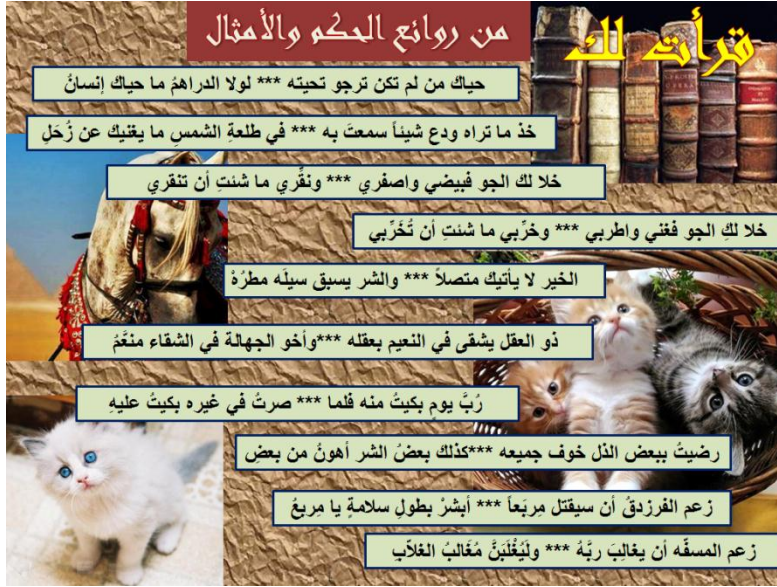 قرأت لك
من روائع الحكم والأمثال
حياك من لم تكن ترجو تحيته *** لولا الدراهمُ ما حياك إنسانُ
خذ ما تراه ودع شيئاً سمعتَ به *** في طلعةِ الشمسِ ما يغنيك عن زُحَلِ
خلا لك الجو فبيضي واصفري *** ونقِّري ما شئتِ أن تنقري
خلا لكِ الجو فغني واطربي *** وخرِّبي ما شئتِ أن تُخَرِّبي
الخير لا يأتيك متصلاً *** والشر يسبق سيلَه مطرُهْ
ذو العقل يشقى في النعيم بعقله ***وأخو الجهالة في الشقاء منعَّمُ
رُبَّ يوم بكيتُ منه فلما *** صرتُ في غيره بكيتُ عليهِ
رضيتُ ببعض الذل خوف جميعه ***كذلك بعضُ الشر أهونُ من بعضِ
زعم الفرزدقُ أن سيقتل مِربَعاً *** أبشرْ بطولِ سلامةٍ يا مِربعُ
زعم المسفّه أن يغالِبَ ربَّهُ *** ولَيُغْلَبَنَّ مُغَالبُ الغلاّبِ